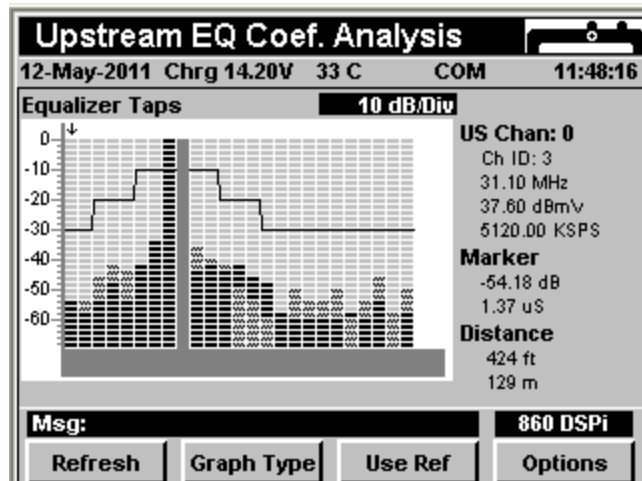 Upstream EQ Coef. Analysis
12-May-2011 Chrg 14.20V 33 C COM 11:48:16
Equalizer Taps 10 dB/Div
0
-10
-20
-30
-40
-50
-60
US Chan: 0
Ch ID: 3
31.10 MHz
37.60 dBmV
5120.00 KSPS
Marker
-54.18 dB
1.37 uS
Distance
424 ft
129 m
Msg: 860 DSPi
Refresh Graph Type Use Ref Options